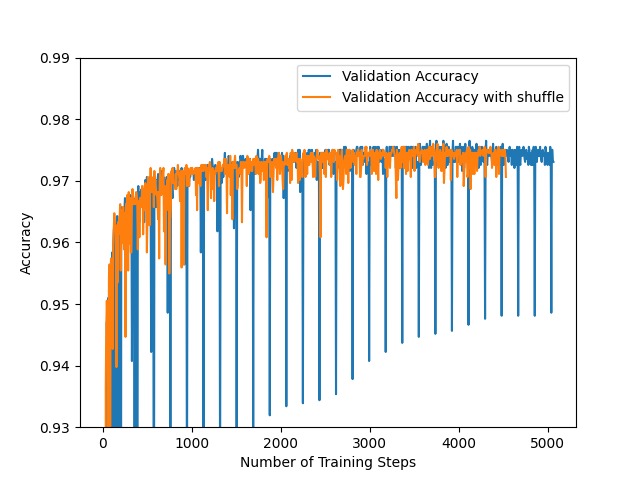 Validation Accuracy
Validation Accuracy with shuffle
0.99
0.98
0.97
0.96
0.95
0.94
0.93
Accuracy
0 1000 2000 3000 4000 5000
Number of Training Steps